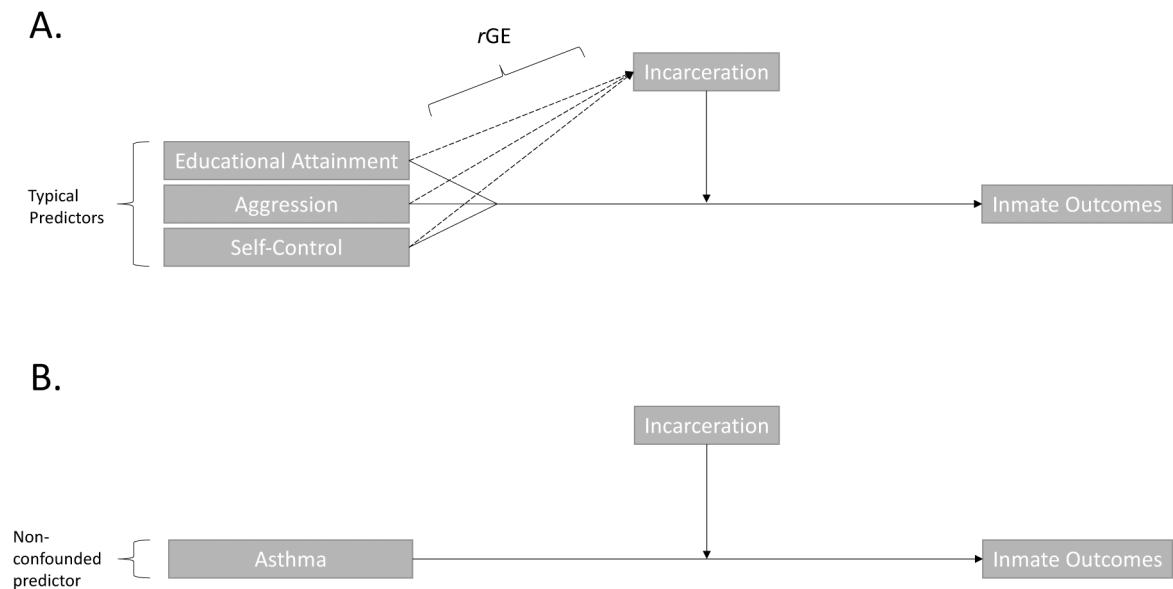 A.
rGE
Incarceration
Educational Attainment
Typical
Predictors
Aggression
Inmate Outcomes
Self-Control
B.
Incarceration
Non-
confounded
predictor
Asthma
Inmate Outcomes